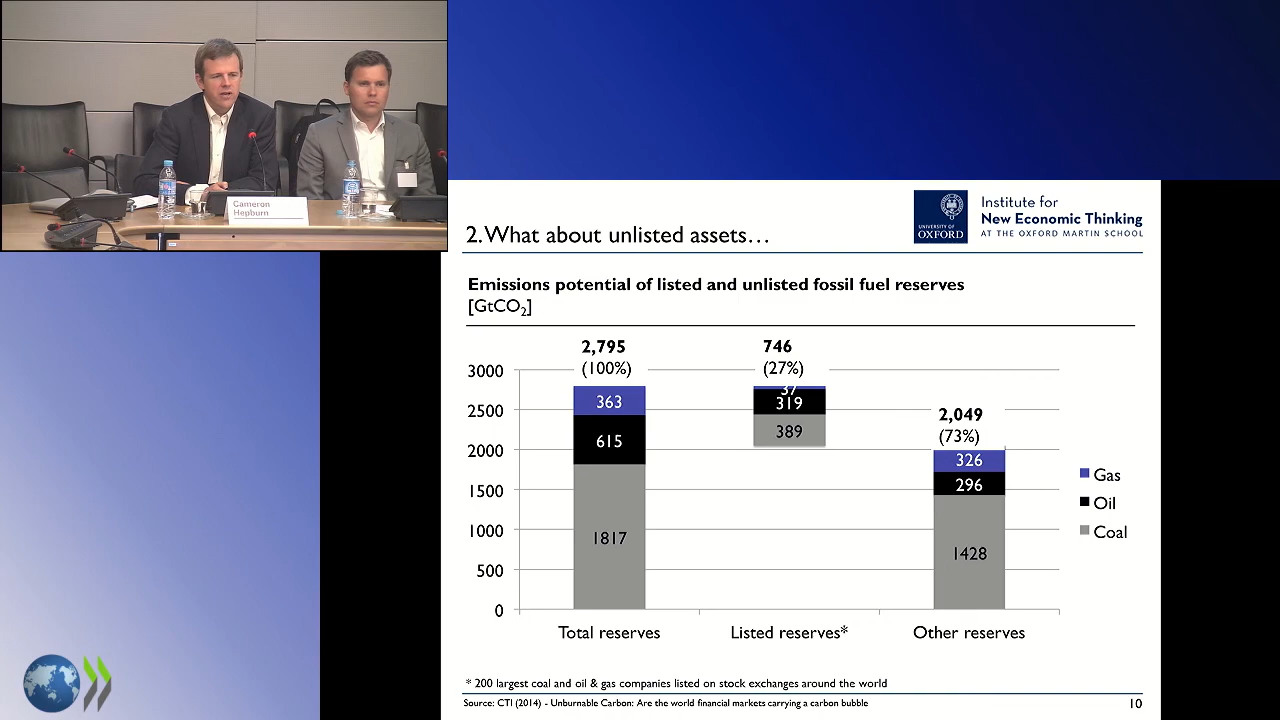 Cameron
Hepburn
UNIVERSITY OF
OXFORD
Institute for
New Economic Thinking
AT THE OXFORD MARTIN SCHOOL
2. What about unlisted assets…
Emissions potential of listed and unlisted fossil fuel reserves
[GtCO₂]
2,795
(100%)
746
(27%)
2,049
(73%)
3000
2500
2000
1500
1000
500
0
363
615
1817
37
319
389
326
296
1428
Gas
Oil
Coal
Total reserves
Listed reserves*
Other reserves
* 200 largest coal and oil & gas companies listed on stock exchanges around the world
Source: CTI (2014) - Unburnable Carbon: Are the world financial markets carrying a carbon bubble
10